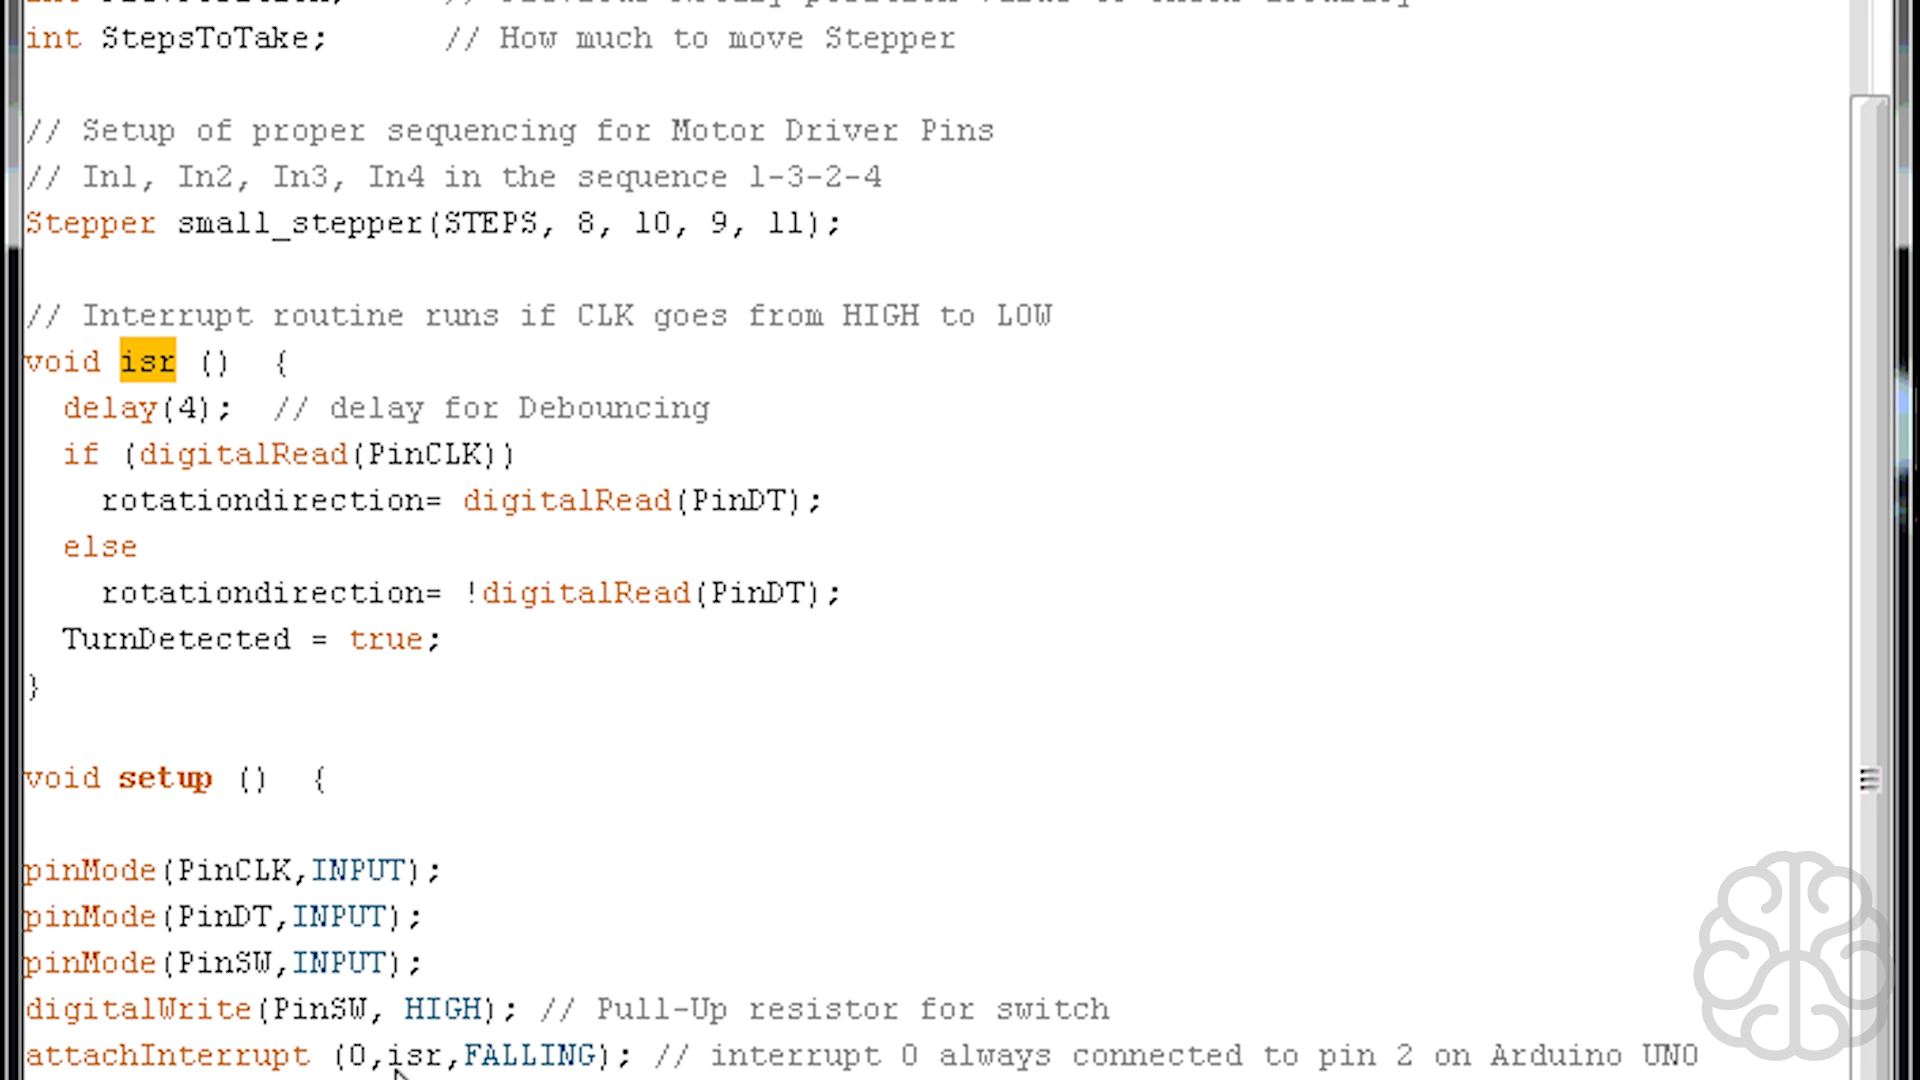 int StepsToTake;      // How much to move Stepper
// Setup of proper sequencing for Motor Driver Pins
// In1, In2, In3, In4 in the sequence 1-3-2-4
Stepper small_stepper(STEPS, 8, 10, 9, 11);
// Interrupt routine runs if CLK goes from HIGH to LOW
void isr ()  {
  delay(4);  // delay for Debouncing
  if (digitalRead(PinCLK))
    rotationdirection= digitalRead(PinDT);
  else
    rotationdirection= !digitalRead(PinDT);
  TurnDetected = true;
}
void setup ()  {
pinMode(PinCLK,INPUT);
pinMode(PinDT,INPUT);
pinMode(PinSW,INPUT);
digitalWrite(PinSW, HIGH); // Pull-Up resistor for switch
attachInterrupt (0,isr,FALLING); // interrupt 0 always connected to pin 2 on Arduino UNO